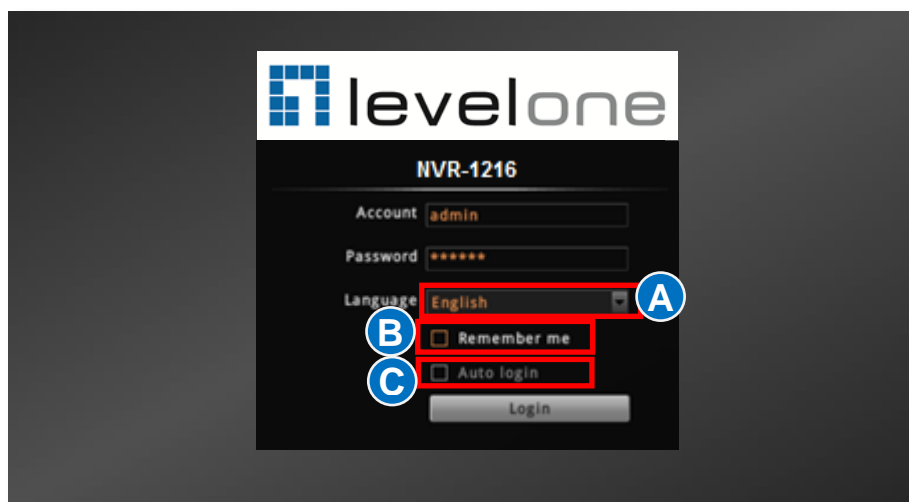 levelone
NVR-1216
Account admin
Password ******
Language English A
B Remember me
C Auto login
Login